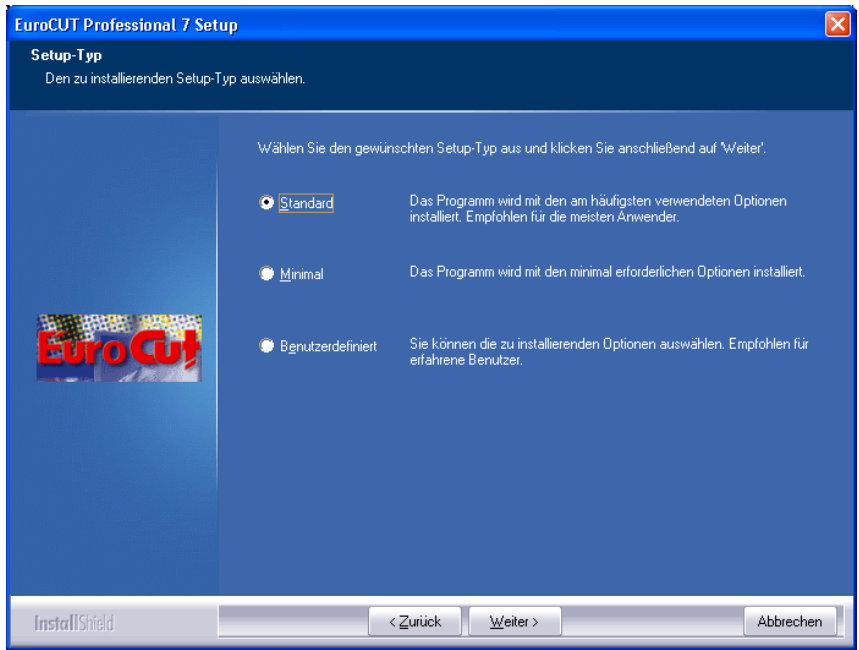 EuroCUT Professional 7 Setup
Setup-Typ
Den zu installierenden Setup-Typ auswählen.
Wählen Sie den gewünschten Setup-Typ aus und klicken Sie anschließend auf 'Weiter'.
Standard
Das Programm wird mit den am häufigsten verwendeten Optionen
installiert. Empfohlen für die meisten Anwender.
Minimal
Das Programm wird mit den minimal erforderlichen Optionen installiert.
Benutzerdefiniert
Sie können die zu installierenden Optionen auswählen. Empfohlen für
erfahrene Benutzer.
EuroCut
InstallShield
< Zurück
Weiter >
Abbrechen